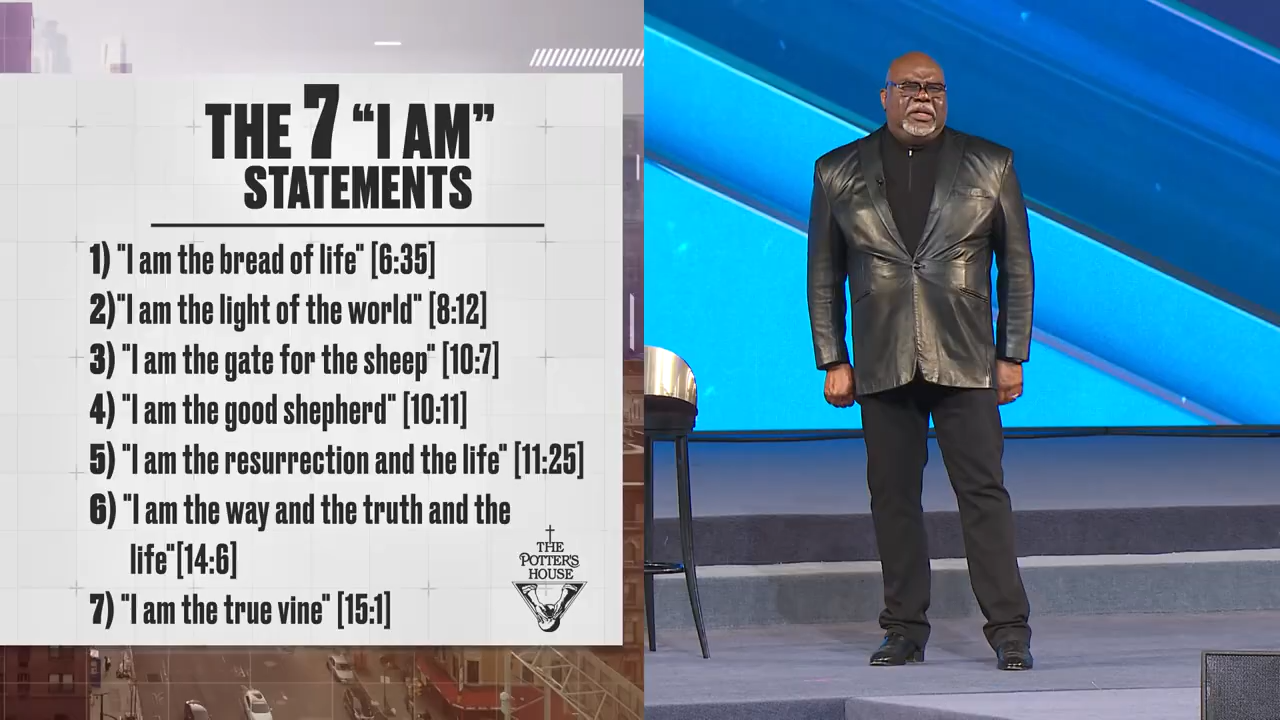 THE 7 “I AM”
STATEMENTS
1) "I am the bread of life" [6:35]
2)"I am the light of the world" [8:12]
3) "I am the gate for the sheep" [10:7]
4) "I am the good shepherd" [10:11]
5) "I am the resurrection and the life" [11:25]
6) "I am the way and the truth and the
life"[14:6]
7) "I am the true vine" [15:1]
THE
POTTER'S
HOUSE